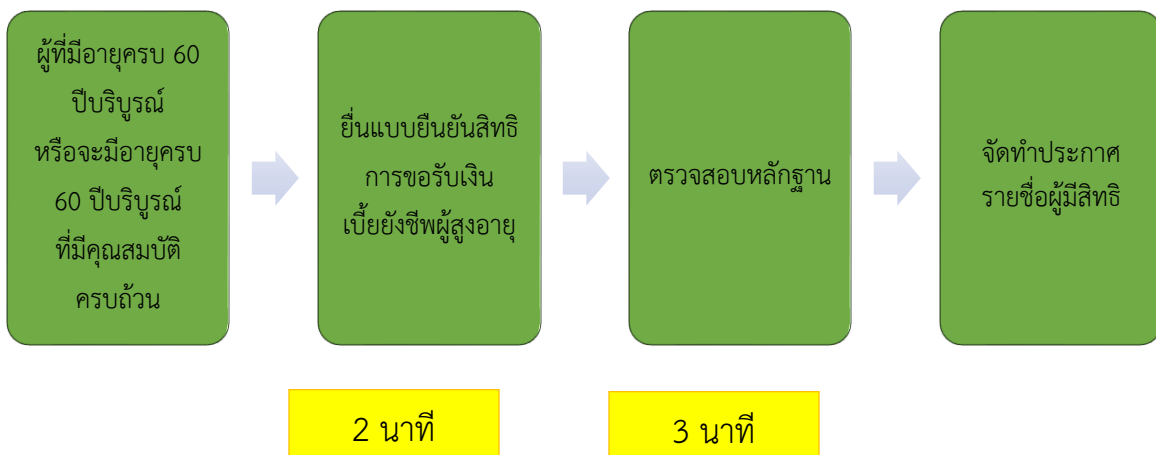 ผู้ที่มีอายุครบ 60
ปีบริบูรณ์
หรือจะมีอายุครบ
60 ปีบริบูรณ์
ที่มีคุณสมบัติ
ครบถ้วน
ยื่นแบบยืนยันสิทธิ
การขอรับเงิน
เบี้ยยังชีพผู้สูงอายุ
ตรวจสอบหลักฐาน
จัดทำประกาศ
รายชื่อผู้มีสิทธิ
2 นาที
3 นาที